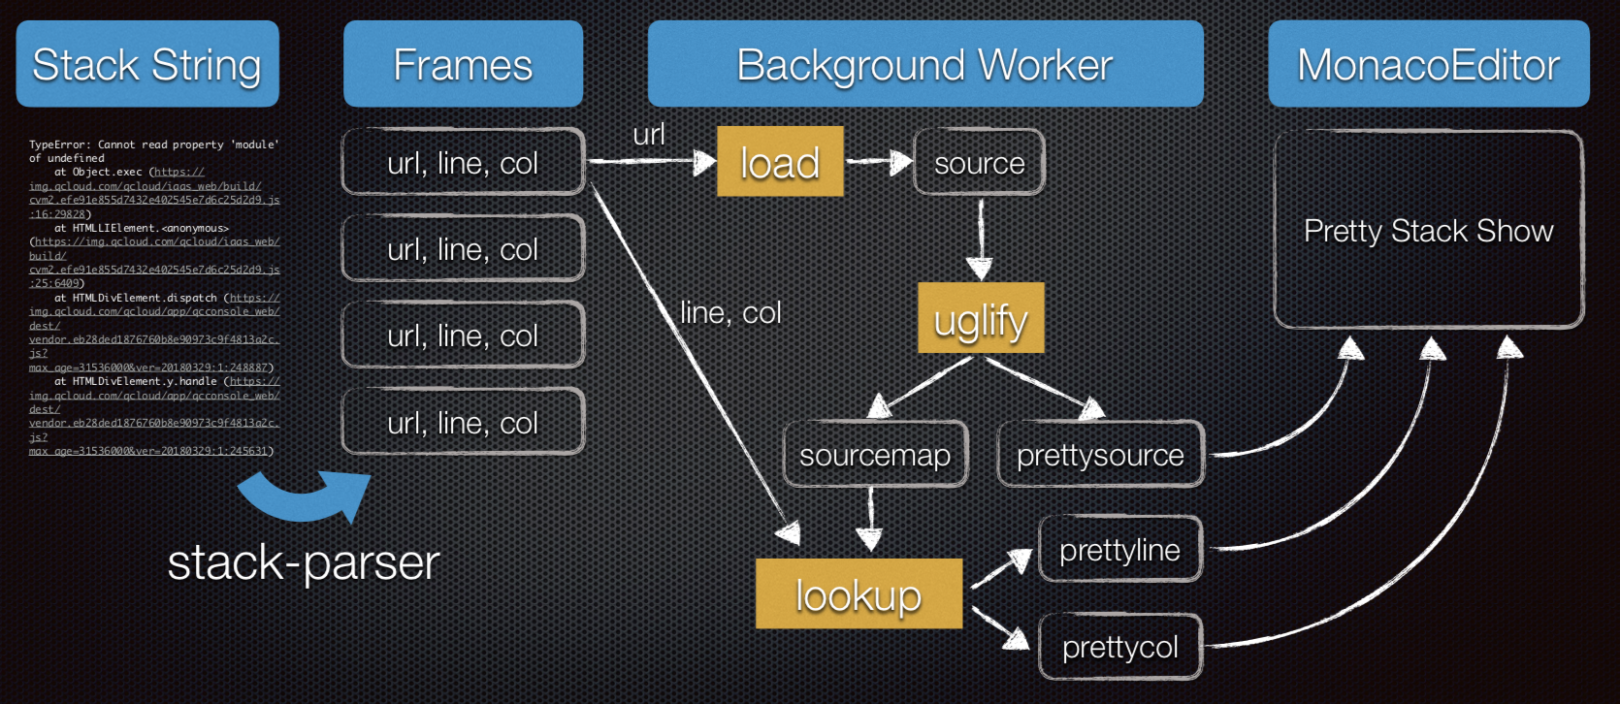 Stack String
Frames
Background Worker
MonacoEditor
TypeError: Cannot read property 'module'
of undefined
at Object.exec (https://
img.qcloud.com/qcloud/iaas_web/build/
cvm2.efe91e855d7432e402545e7d6c25d2d9.js
:16:29828)
at HTMLLIElement.<anonymous>
(https://img.qcloud.com/qcloud/iaas_web/
build/
cvm2.efe91e855d7432e402545e7d6c25d2d9.js
:25:6409)
at HTMLDivElement.dispatch (https://
img.qcloud.com/qcloud/app/qcconsole_web/
dest/
vendor.eb28ded1876760b8e90973c9f4813a2c.
js?
max_age=31536000&ver=20180329:1:248887)
at HTMLDivElement.y.handle (https://
img.qcloud.com/qcloud/app/qcconsole_web/
dest/
vendor.eb28ded1876760b8e90973c9f4813a2c.
js?
max_age=31536000&ver=20180329:1:245631)
stack-parser
url, line, col
url, line, col
url, line, col
url, line, col
url
line, col
load
source
uglify
sourcemap
prettysource
lookup
prettyline
prettycol
Pretty Stack Show